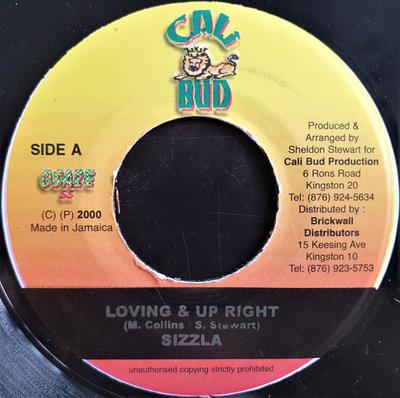 CALI
BUD
SIDE A
(C) (P) 2000
Made in Jamaica
Produced &
Arranged by
Sheldon Stewart for
Cali Bud Production
6 Rons Road
Kingston 20
Tel: (876) 924-5634
Distributed by :
Brickwall
Distributors
15 Keesing Ave
Kingston 10
Tel: (876) 923-5753
LOVING & UP RIGHT
(M. Collins / S. Stewart)
SIZZLA
unauthorised copying strictly prohibited